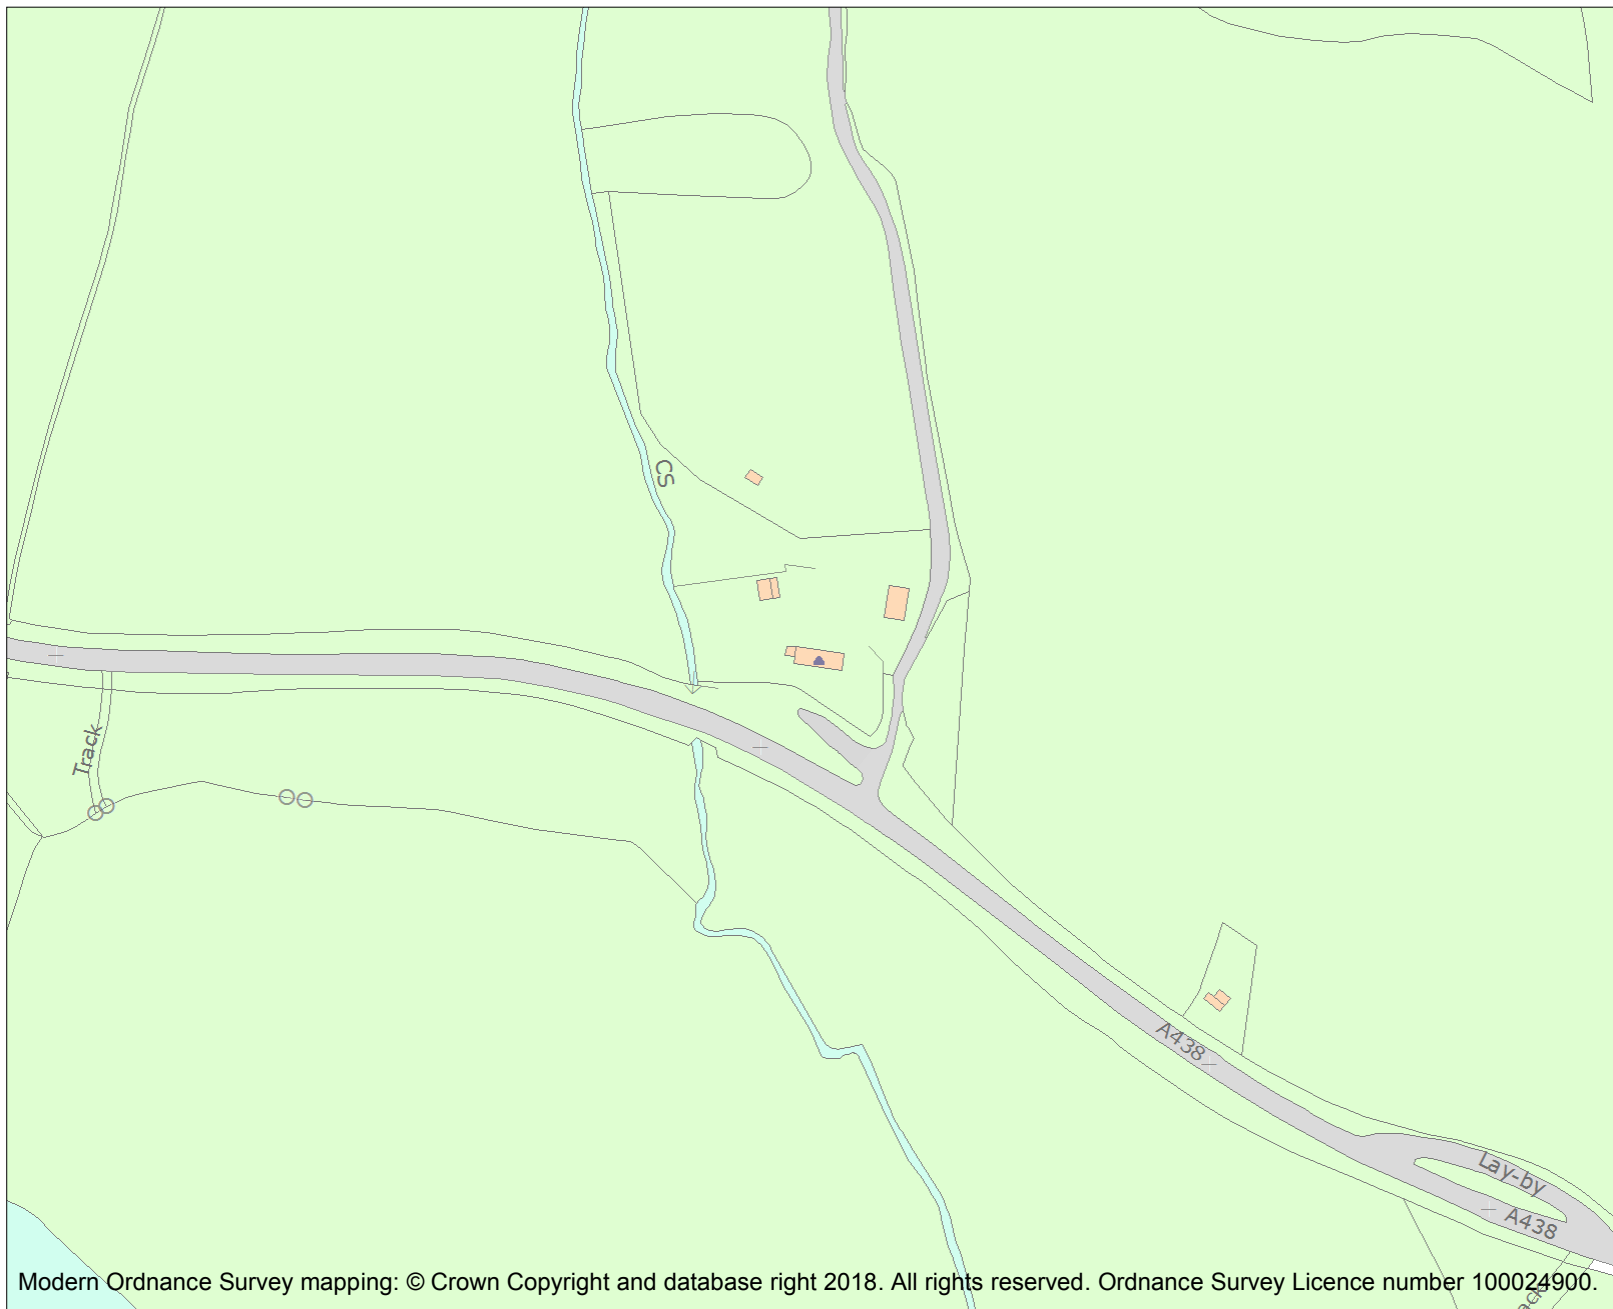 CS
Track
A438
Lay-by
A438
Modern Ordnance Survey mapping: © Crown Copyright and database right 2018. All rights reserved. Ordnance Survey Licence number 100024900.